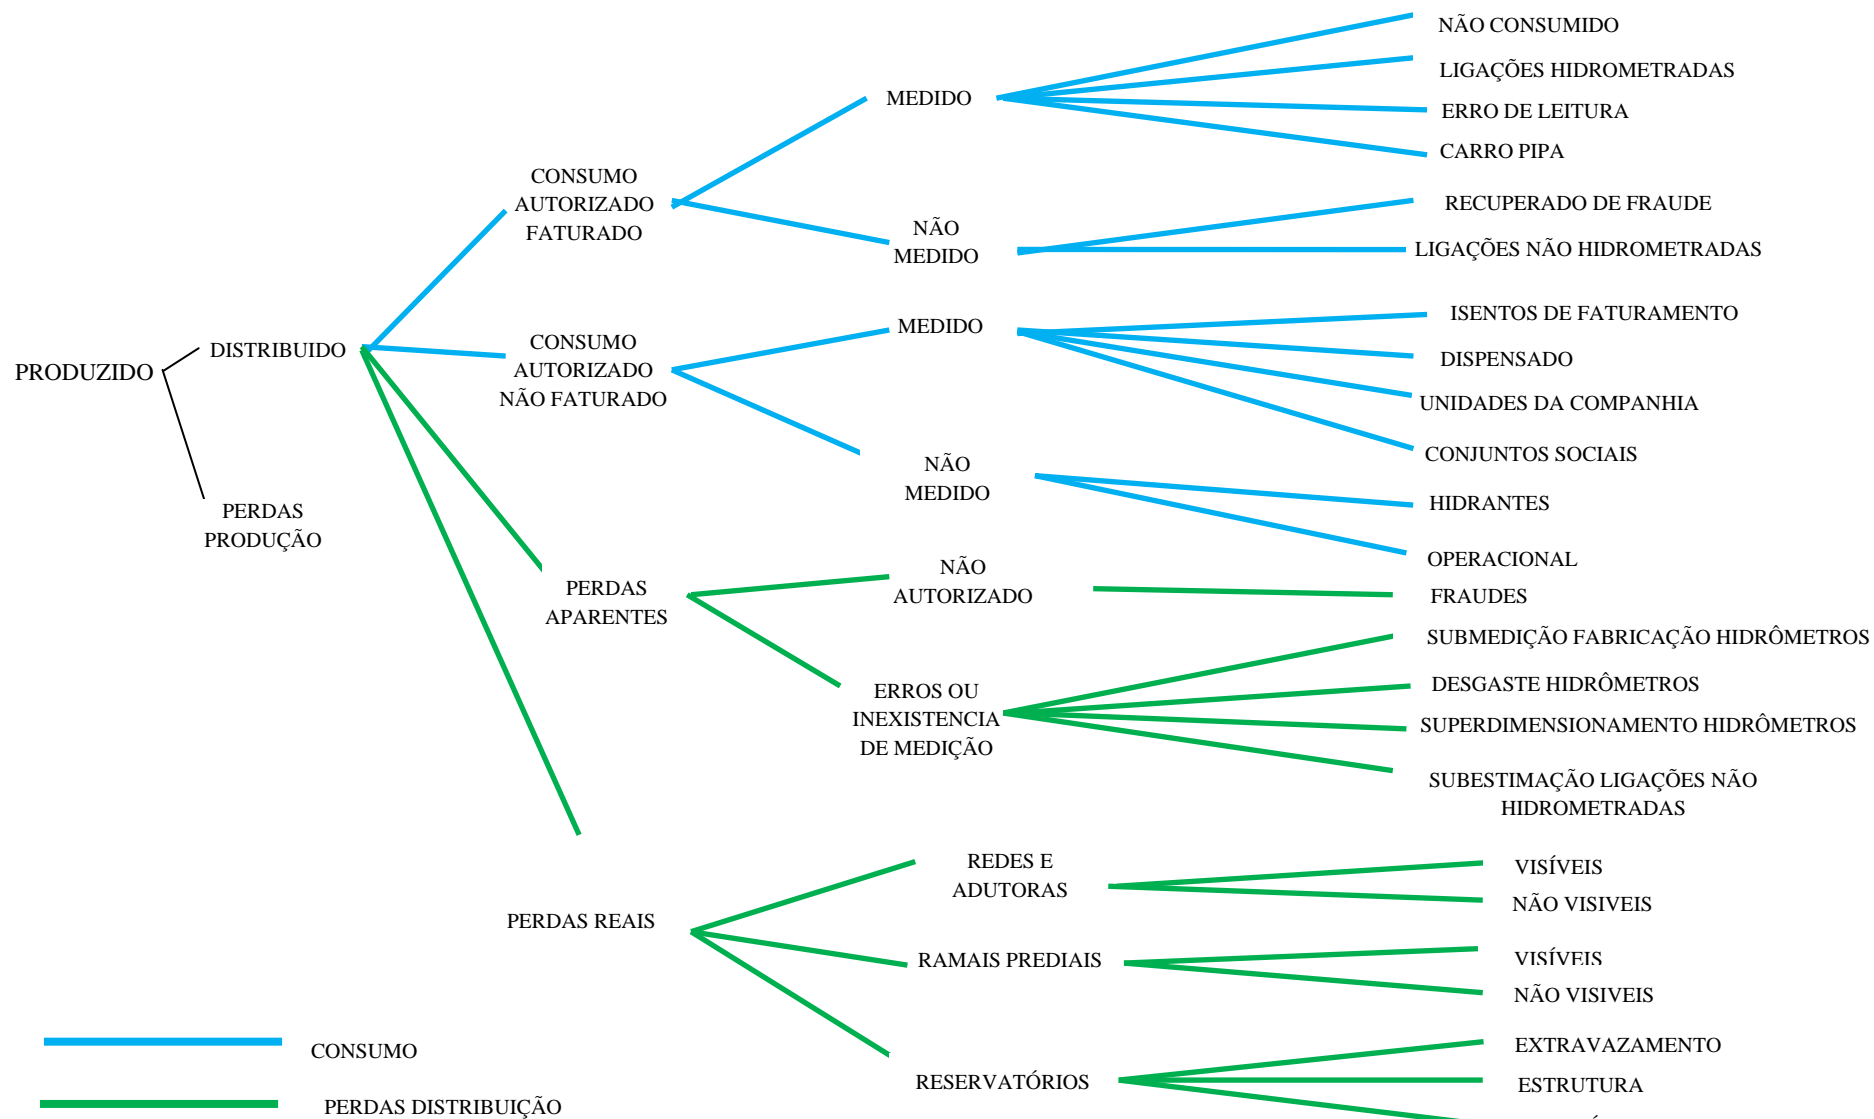 PRODUZIDO
DISTRIBUIDO
PERDAS
PRODUÇÃO
CONSUMO
AUTORIZADO
FATURADO
MEDIDO
NÃO CONSUMIDO
LIGAÇÕES HIDROMETRADAS
ERRO DE LEITURA
CARRO PIPA
NÃO
MEDIDO
RECUPERADO DE FRAUDE
LIGAÇÕES NÃO HIDROMETRADAS
CONSUMO
AUTORIZADO
NÃO FATURADO
MEDIDO
ISENTOS DE FATURAMENTO
DISPENSADO
UNIDADES DA COMPANHIA
CONJUNTOS SOCIAIS
NÃO
MEDIDO
HIDRANTES
OPERACIONAL
PERDAS
APARENTES
NÃO
AUTORIZADO
FRAUDES
ERROS OU
INEXISTENCIA
DE MEDIÇÃO
SUBMEDIÇÃO FABRICAÇÃO HIDRÔMETROS
DESGASTE HIDRÔMETROS
SUPERDIMENSIONAMENTO HIDRÔMETROS
SUBESTIMAÇÃO LIGAÇÕES NÃO
HIDROMETRADAS
PERDAS REAIS
REDES E
ADUTORAS
VISÍVEIS
NÃO VISIVEIS
RAMAIS PREDIAIS
VISÍVEIS
NÃO VISIVEIS
RESERVATÓRIOS
EXTRAVAZAMENTO
ESTRUTURA
CONSUMO
PERDAS DISTRIBUIÇÃO